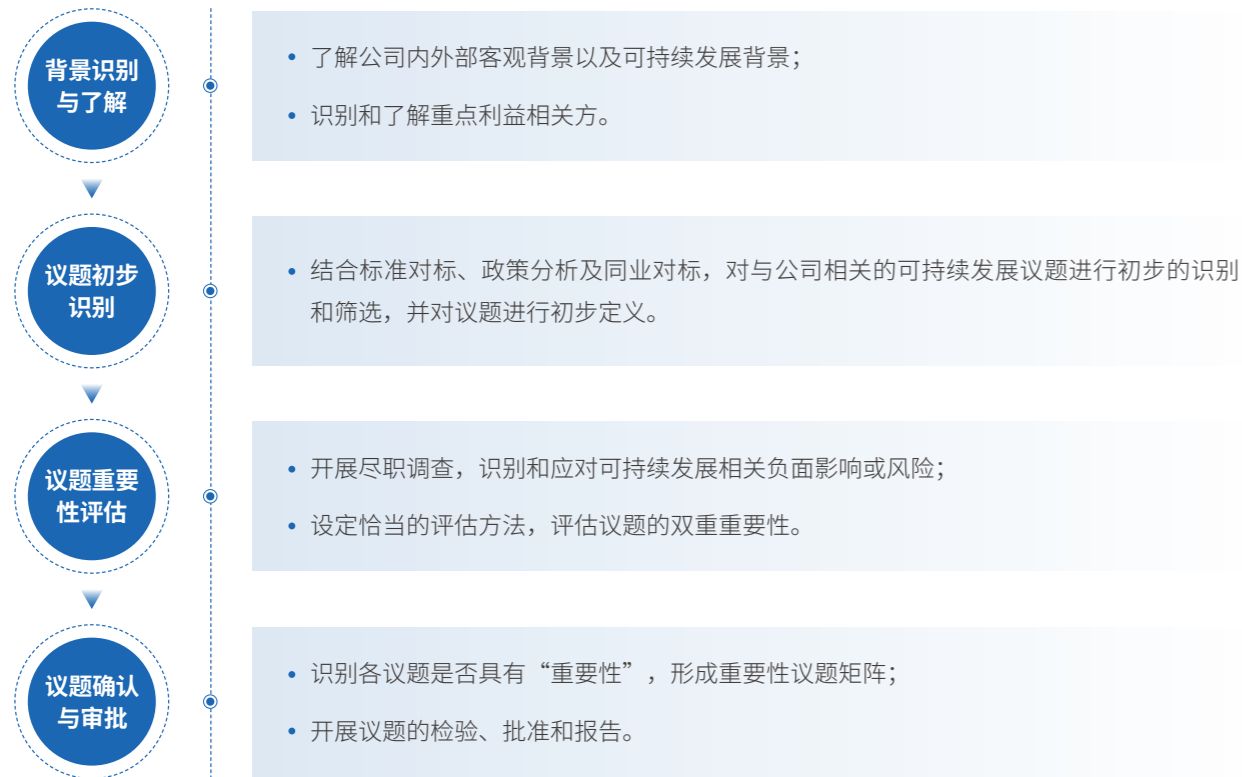 背景识别
与了解
• 了解公司内外部客观背景以及可持续发展背景；
• 识别和了解重点利益相关方。
议题初步
识别
• 结合标准对标、政策分析及同业对标，对与公司相关的可持续发展议题进行初步的识别
和筛选，并对议题进行初步定义。
议题重要
性评估
• 开展尽职调查，识别和应对可持续发展相关负面影响或风险；
• 设定恰当的评估方法，评估议题的双重重要性。
议题确认
与审批
• 识别各议题是否具有“重要性”，形成重要性议题矩阵；
• 开展议题的检验、批准和报告。